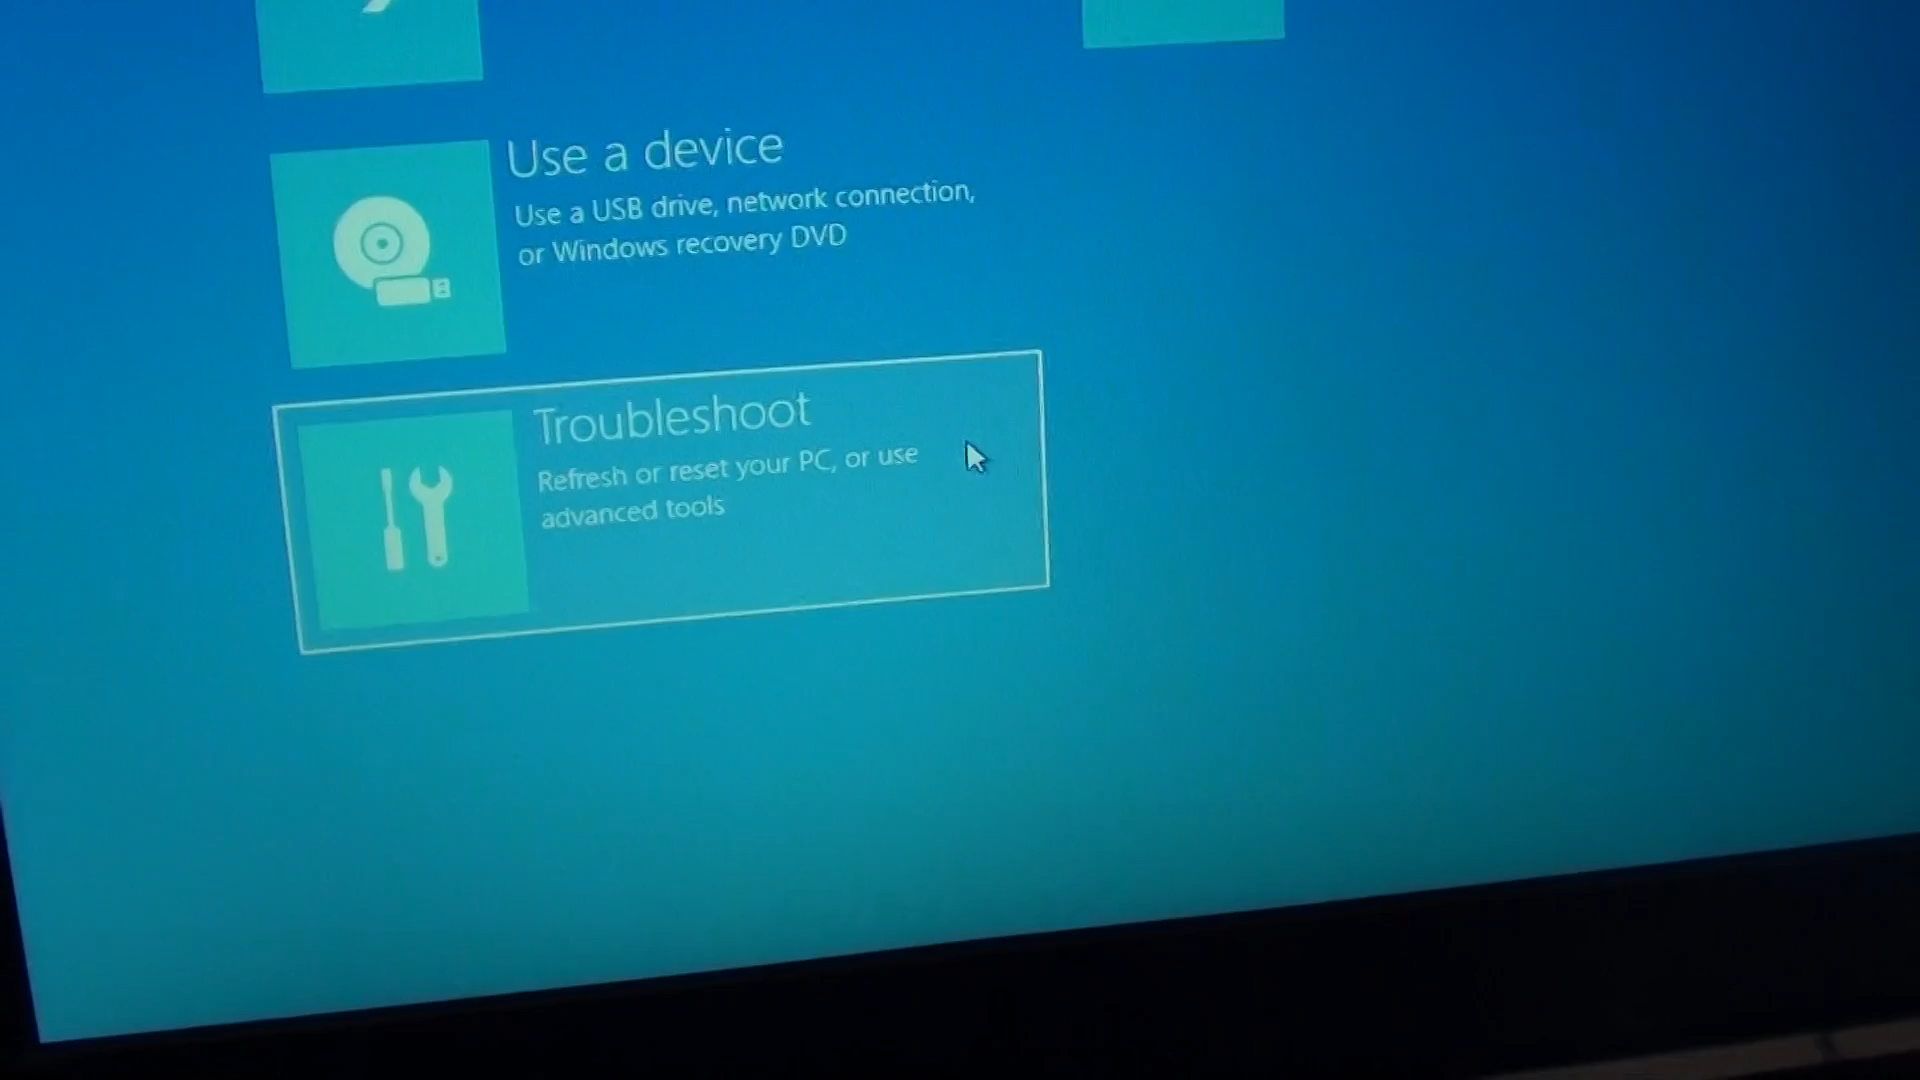 Use a device
Use a USB drive, network connection,
or Windows recovery DVD
Troubleshoot
Refresh or reset your PC, or use
advanced tools